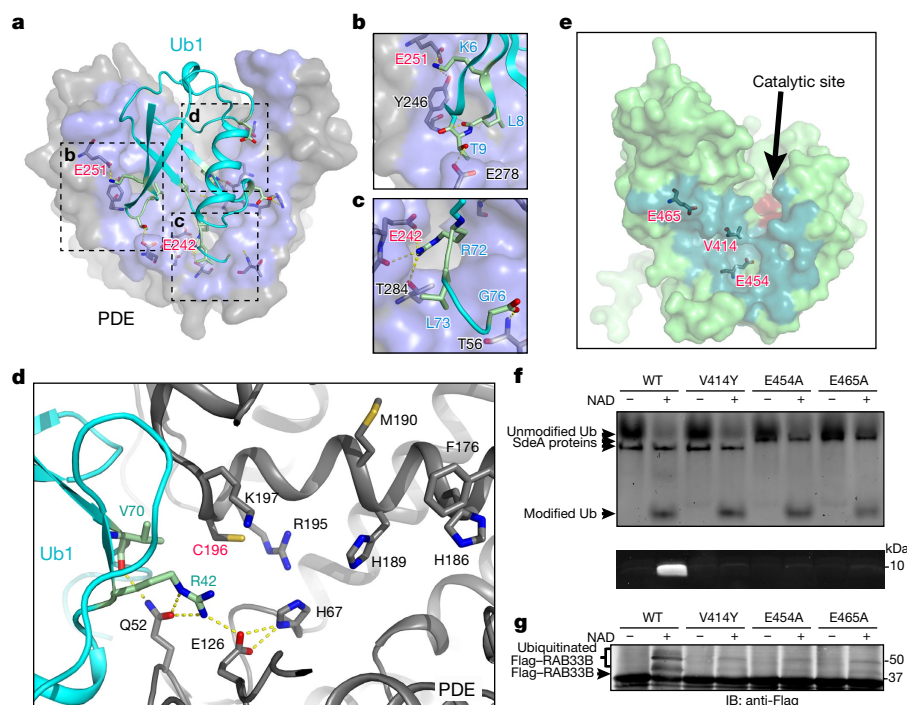 a
Ub1
d
b
E251
c
E242
PDE
b
K6
E251
Y246
L8
T9
E278
c
E242
R72
T284
G76
L73
T56
e
Catalytic site
E465
V414
E454
d
M190
F176
K197
V70
R195
C196
Ub1
H189
H186
R42
Q52
H67
E126
PDE
f
WT V414Y E454A E465A
NAD − + − + − + − +
Unmodified Ub
SdeA proteins
Modified Ub
kDa
10
g
WT V414Y E454A E465A
NAD − + − + − + − +
Ubiquitinated
Flag–RAB33B
50
Flag–RAB33B
37
IB: anti-Flag